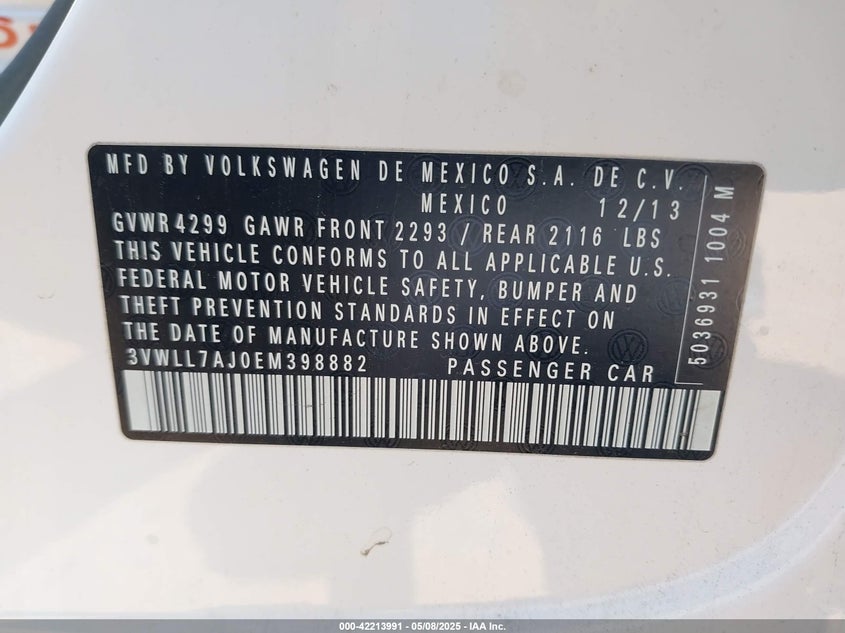 MFD BY VOLKSWAGEN DE MEXICO S.A. DE C.V.
MEXICO 12/13
GVWR 4299 GAWR FRONT 2293 / REAR 2116 LBS
THIS VEHICLE CONFORMS TO ALL APPLICABLE U.S.
FEDERAL MOTOR VEHICLE SAFETY, BUMPER AND
THEFT PREVENTION STANDARDS IN EFFECT ON
THE DATE OF MANUFACTURE SHOWN ABOVE.
3VWLL7AJ0EM398882 PASSENGER CAR
5036931 1004 M
000-42213991 — 05/08/2025 — IAA Inc.